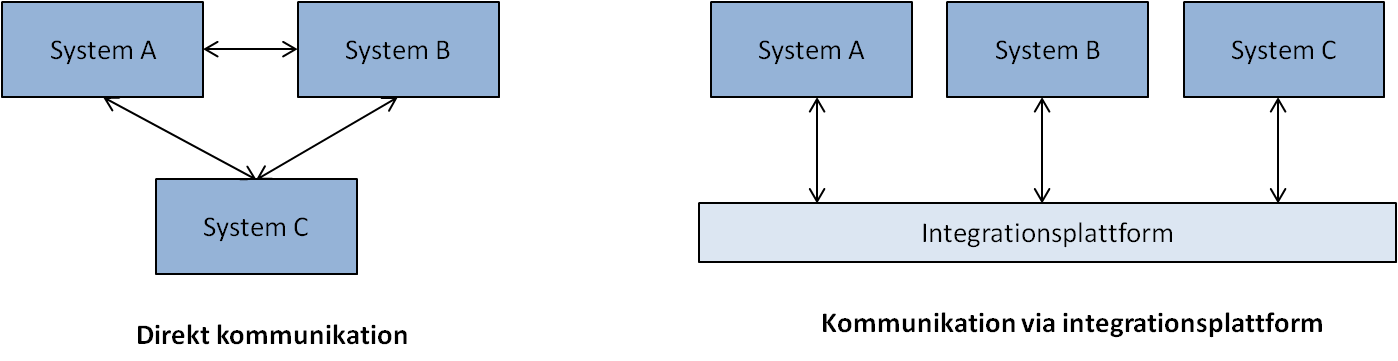 System A
System B
System C
Direkt kommunikation
System A
System B
System C
Integrationsplattform
Kommunikation via integrationsplattform